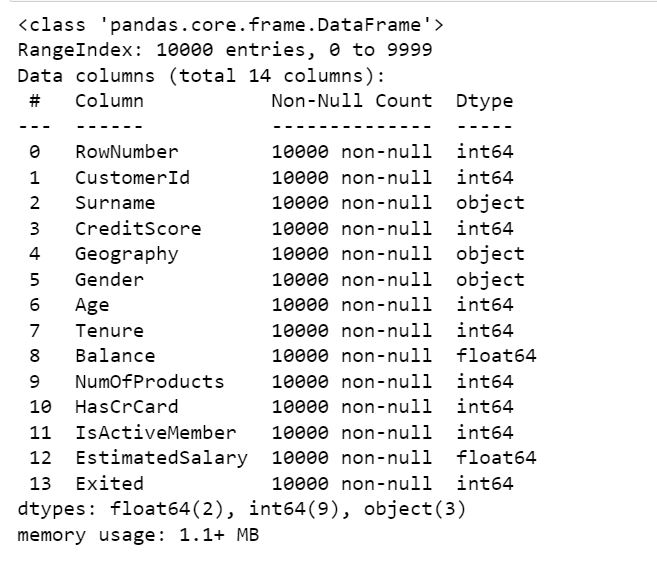 <class 'pandas.core.frame.DataFrame'>
RangeIndex: 10000 entries, 0 to 9999
Data columns (total 14 columns):
 #   Column           Non-Null Count  Dtype
---  ------           --------------  -----
 0   RowNumber        10000 non-null  int64
 1   CustomerId       10000 non-null  int64
 2   Surname          10000 non-null  object
 3   CreditScore      10000 non-null  int64
 4   Geography        10000 non-null  object
 5   Gender           10000 non-null  object
 6   Age              10000 non-null  int64
 7   Tenure           10000 non-null  int64
 8   Balance          10000 non-null  float64
 9   NumOfProducts    10000 non-null  int64
 10  HasCrCard        10000 non-null  int64
 11  IsActiveMember   10000 non-null  int64
 12  EstimatedSalary  10000 non-null  float64
 13  Exited           10000 non-null  int64
dtypes: float64(2), int64(9), object(3)
memory usage: 1.1+ MB